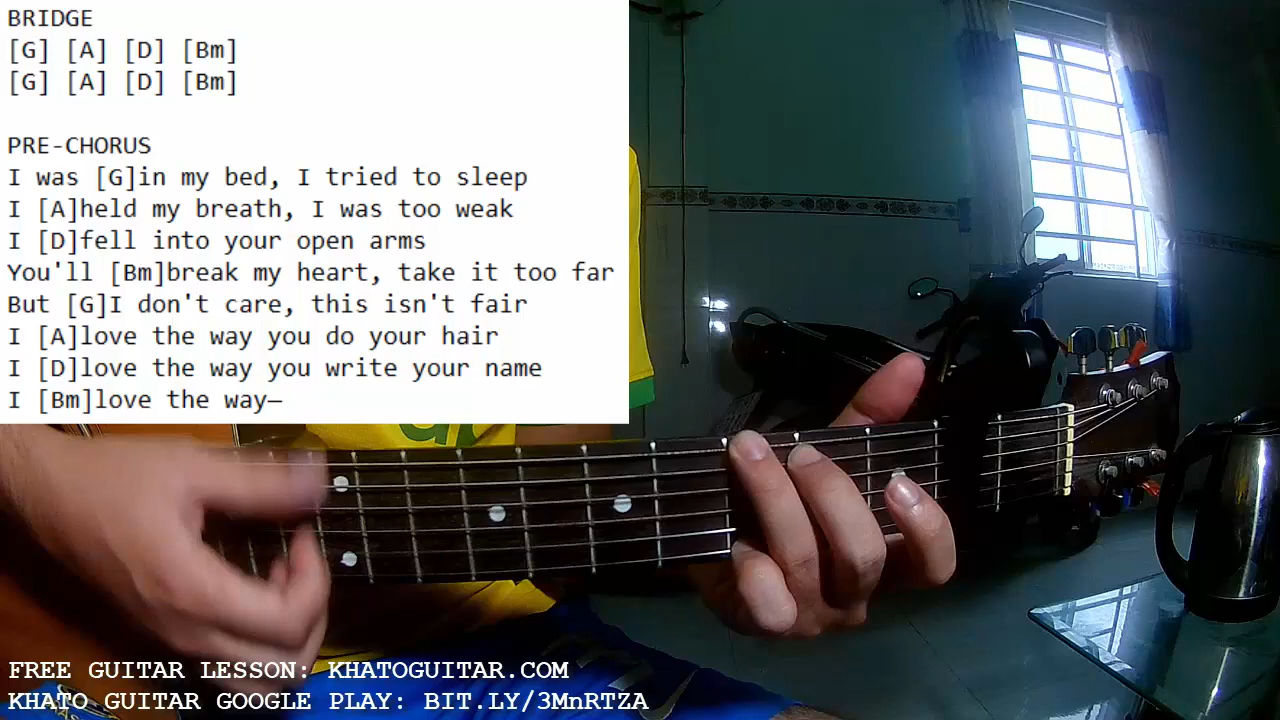 BRIDGE
[G] [A] [D] [Bm]
[G] [A] [D] [Bm]
PRE-CHORUS
I was [G]in my bed, I tried to sleep
I [A]held my breath, I was too weak
I [D]fell into your open arms
You'll [Bm]break my heart, take it too far
But [G]I don't care, this isn't fair
I [A]love the way you do your hair
I [D]love the way you write your name
I [Bm]love the way—
FREE GUITAR LESSON: KHATOGUITAR.COM
KHATO GUITAR GOOGLE PLAY: BIT.LY/3MnRTZA